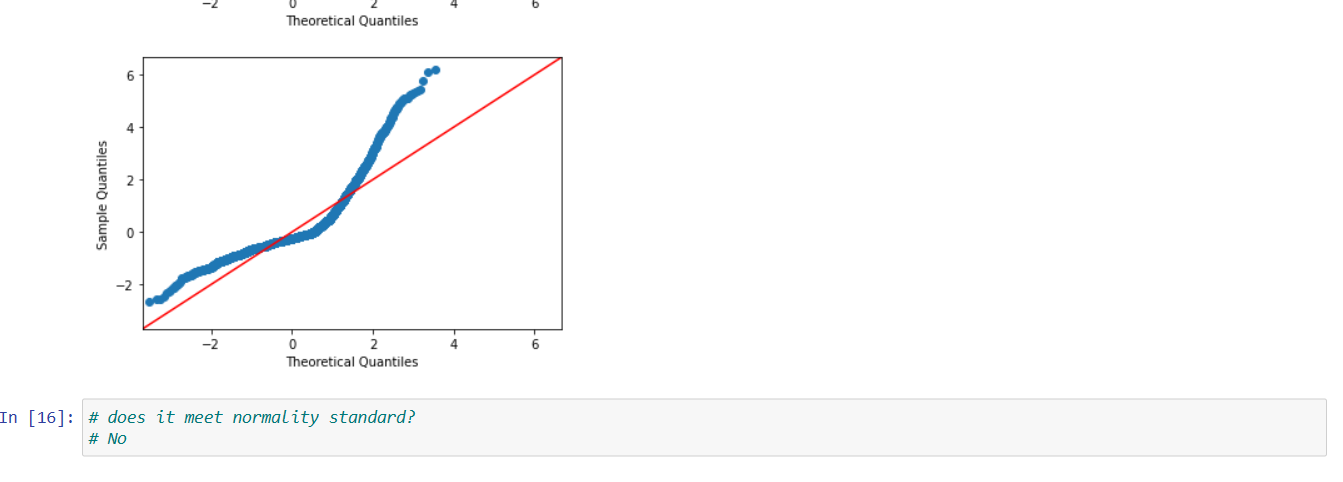 −2 0 2 4 6
Theoretical Quantiles
6
4
2
0
−2
Sample Quantiles
−2 0 2 4 6
Theoretical Quantiles
In [16]: # does it meet normality standard?
# No